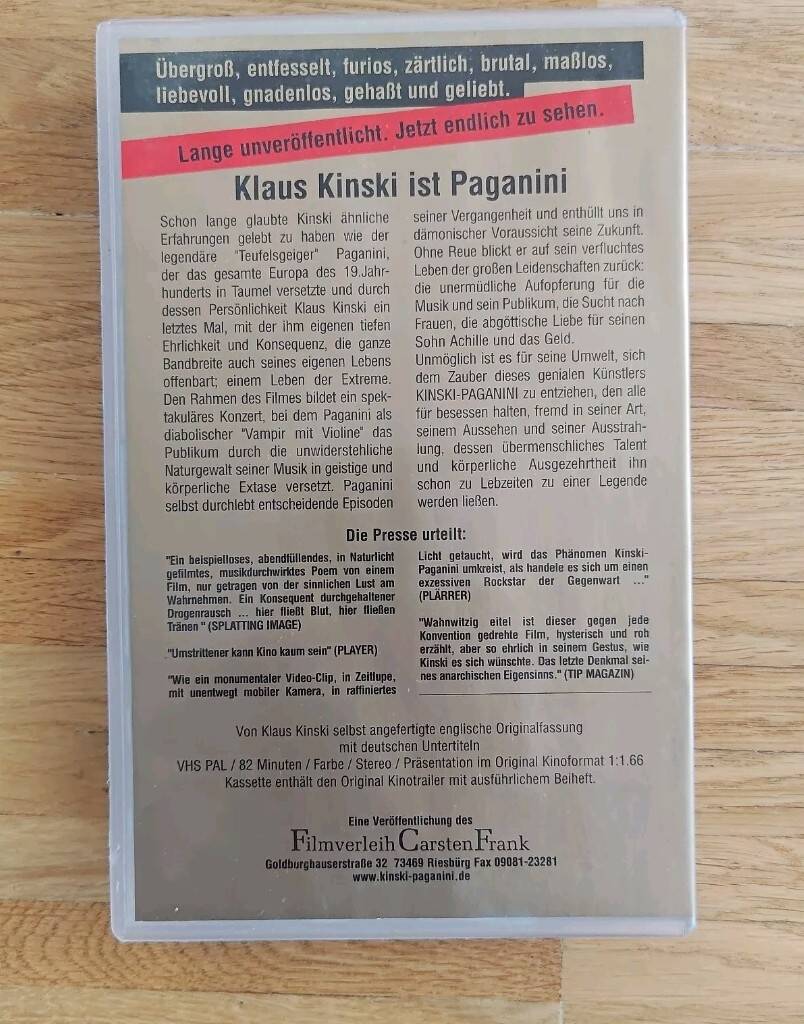 Übergroß, entfesselt, furios, zärtlich, brutal, maßlos,
liebevoll, gnadenlos, gehaßt und geliebt.
Lange unveröffentlicht. Jetzt endlich zu sehen.
Klaus Kinski ist Paganini
Schon lange glaubte Kinski ähnliche
Erfahrungen gelebt zu haben wie der
legendäre "Teufelsgeiger" Paganini,
der das gesamte Europa des 19.Jahr-
hunderts in Taumel versetzte und durch
dessen Persönlichkeit Klaus Kinski ein
letztes Mal, mit der ihm eigenen tiefen
Ehrlichkeit und Konsequenz, die ganze
Bandbreite auch seines eigenen Lebens
offenbart; einem Leben der Extreme.
Den Rahmen des Filmes bildet ein spek-
takuläres Konzert, bei dem Paganini als
diabolischer "Vampir mit Violine" das
Publikum durch die unwiderstehliche
Naturgewalt seiner Musik in geistige und
körperliche Extase versetzt. Paganini
selbst durchlebt entscheidende Episoden
seiner Vergangenheit und enthüllt uns in
dämonischer Voraussicht seine Zukunft.
Ohne Reue blickt er auf sein verfluchtes
Leben der großen Leidenschaften zurück:
die unermüdliche Aufopferung für die
Musik und sein Publikum, die Sucht nach
Frauen, die abgöttische Liebe für seinen
Sohn Achille und das Geld.
Unmöglich ist es für seine Umwelt, sich
dem Zauber dieses genialen Künstlers
KINSKI-PAGANINI zu entziehen, den alle
für besessen halten, fremd in seiner Art,
seinem Aussehen und seiner Ausstrah-
lung, dessen übermenschliches Talent
und körperliche Ausgezehrtheit ihn
schon zu Lebzeiten zu einer Legende
werden ließen.
Die Presse urteilt:
"Ein beispielloses, abendfüllendes, in Naturlicht
gefilmtes, musikdurchwirktes Poem von einem
Film, nur getragen von der sinnlichen Lust am
Wahrnehmen. Ein Konsequent durchgehaltener
Drogenrausch ... hier fließt Blut, hier fließen
Tränen " (SPLATTING IMAGE)
"Umstrittener kann Kino kaum sein" (PLAYER)
"Wie ein monumentaler Video-Clip, in Zeitlupe,
mit unentwegt mobiler Kamera, in raffiniertes
Licht getaucht, wird das Phänomen Kinski-
Paganini umkreist, als handele es sich um einen
exzessiven Rockstar der Gegenwart ..."
(PLÄRRER)
"Wahnwitzig eitel ist dieser gegen jede
Konvention gedrehte Film, hysterisch und roh
erzählt, aber so ehrlich in seinem Gestus, wie
Kinski es sich wünschte. Das letzte Denkmal sei-
nes anarchischen Eigensinns." (TIP MAGAZIN)
Von Klaus Kinski selbst angefertigte englische Originalfassung
mit deutschen Untertiteln
VHS PAL / 82 Minuten / Farbe / Stereo / Präsentation im Original Kinoformat 1:1.66
Kassette enthält den Original Kinotrailer mit ausführlichem Beiheft.
Eine Veröffentlichung des
Filmverleih Carsten Frank
Goldburghauserstraße 32 73469 Riesbürg Fax 09081-23281
www.kinski-paganini.de